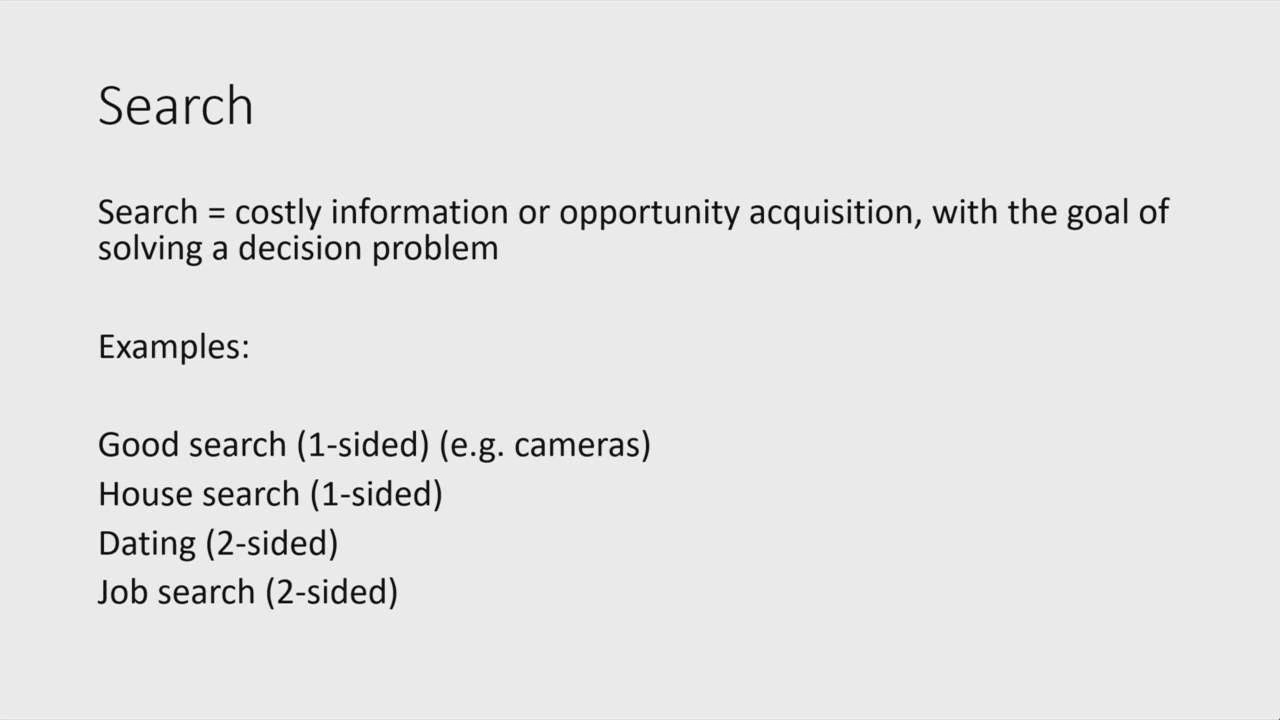 Search
Search = costly information or opportunity acquisition, with the goal of
solving a decision problem
Examples:
Good search (1-sided) (e.g. cameras)
House search (1-sided)
Dating (2-sided)
Job search (2-sided)